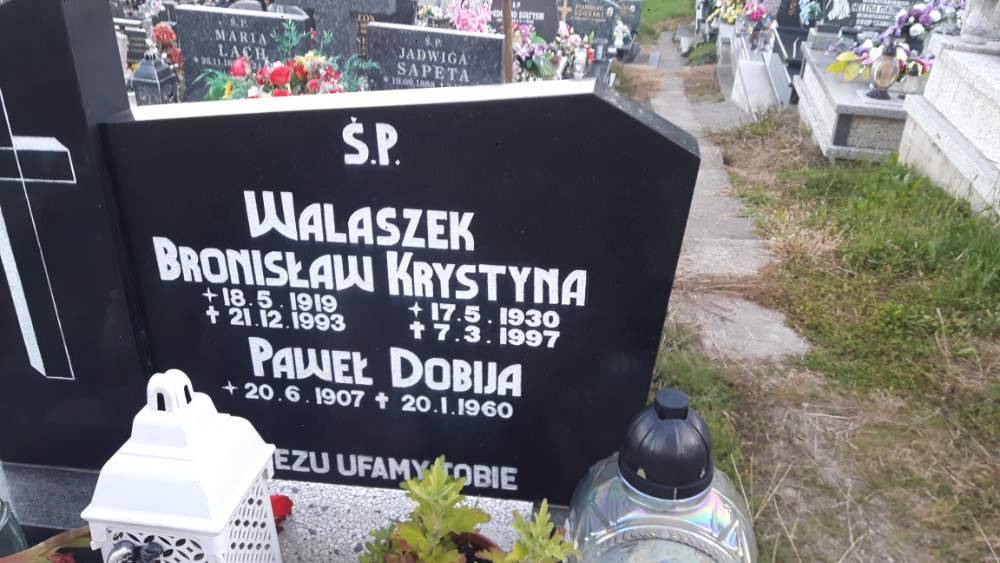 Ś.P.
MARIA
LACH
Ś.P.
JADWIGA
SAPETA
Ś.P.
WALASZEK
BRONISŁAW KRYSTYNA
18.5.1919 17.5.1930
21.12.1993 7.3.1997
PAWEŁ DOBIJA
20.6.1907 20.1.1960
EZU UFAMY TOBIE